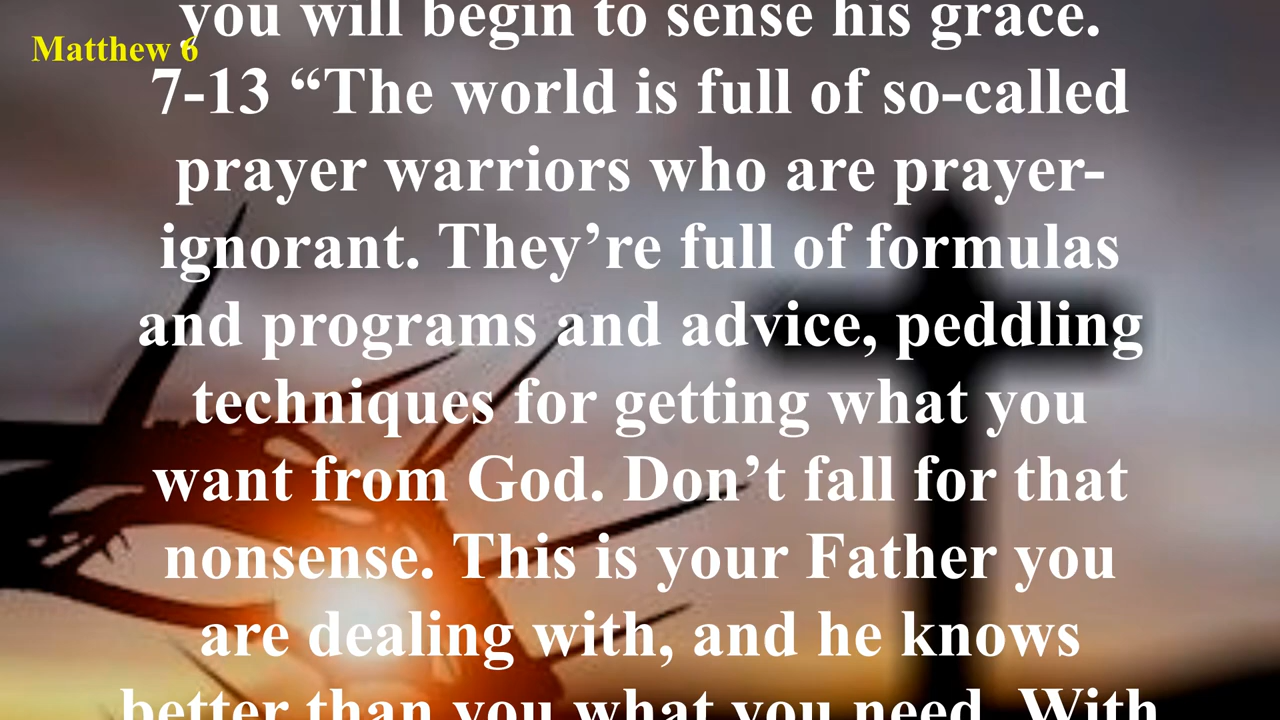 you will begin to sense his grace.
Matthew 6
7-13 “The world is full of so-called
prayer warriors who are prayer-
ignorant. They’re full of formulas
and programs and advice, peddling
techniques for getting what you
want from God. Don’t fall for that
nonsense. This is your Father you
are dealing with, and he knows
better than you what you need. With